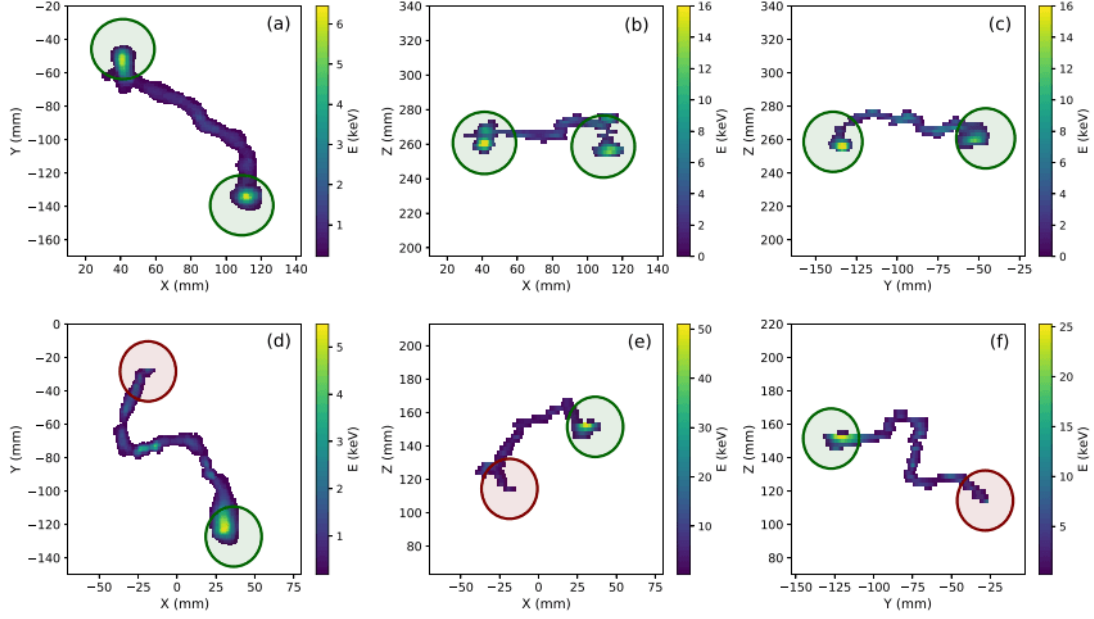 (a)
−20
−40
−60
−80
−100
−120
−140
−160
Y (mm)
20 40 60 80 100 120 140
X (mm)
6
5
4
3
2
1
E (keV)
(b)
340
320
300
280
260
240
220
200
Z (mm)
20 40 60 80 100 120 140
X (mm)
16
14
12
10
8
6
4
2
0
E (keV)
(c)
340
320
300
280
260
240
220
200
Z (mm)
−150 −125 −100 −75 −50 −25
Y (mm)
16
14
12
10
8
6
4
2
0
E (keV)
(d)
0
−20
−40
−60
−80
−100
−120
−140
Y (mm)
−50 −25 0 25 50 75
X (mm)
5
4
3
2
1
E (keV)
(e)
200
180
160
140
120
100
80
Z (mm)
−50 −25 0 25 50 75
X (mm)
50
40
30
20
10
E (keV)
(f)
220
200
180
160
140
120
100
80
Z (mm)
−150 −125 −100 −75 −50 −25
Y (mm)
25
20
15
10
5
E (keV)